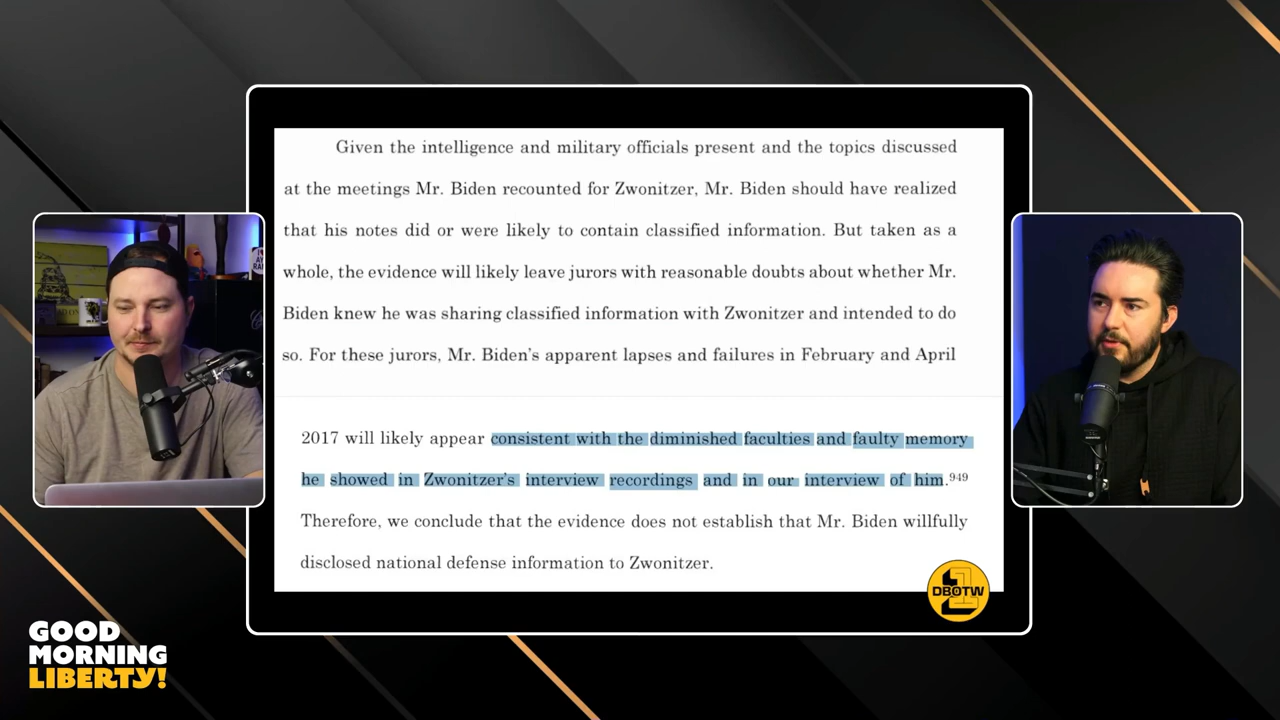 Given the intelligence and military officials present and the topics discussed
at the meetings Mr. Biden recounted for Zwonitzer, Mr. Biden should have realized
that his notes did or were likely to contain classified information. But taken as a
whole, the evidence will likely leave jurors with reasonable doubts about whether Mr.
Biden knew he was sharing classified information with Zwonitzer and intended to do
so. For these jurors, Mr. Biden's apparent lapses and failures in February and April
2017 will likely appear consistent with the diminished faculties and faulty memory
he showed in Zwonitzer's interview recordings and in our interview of him.⁹⁴⁹
Therefore, we conclude that the evidence does not establish that Mr. Biden willfully
disclosed national defense information to Zwonitzer.
DBOTW
GOOD
MORNING
LIBERTY!